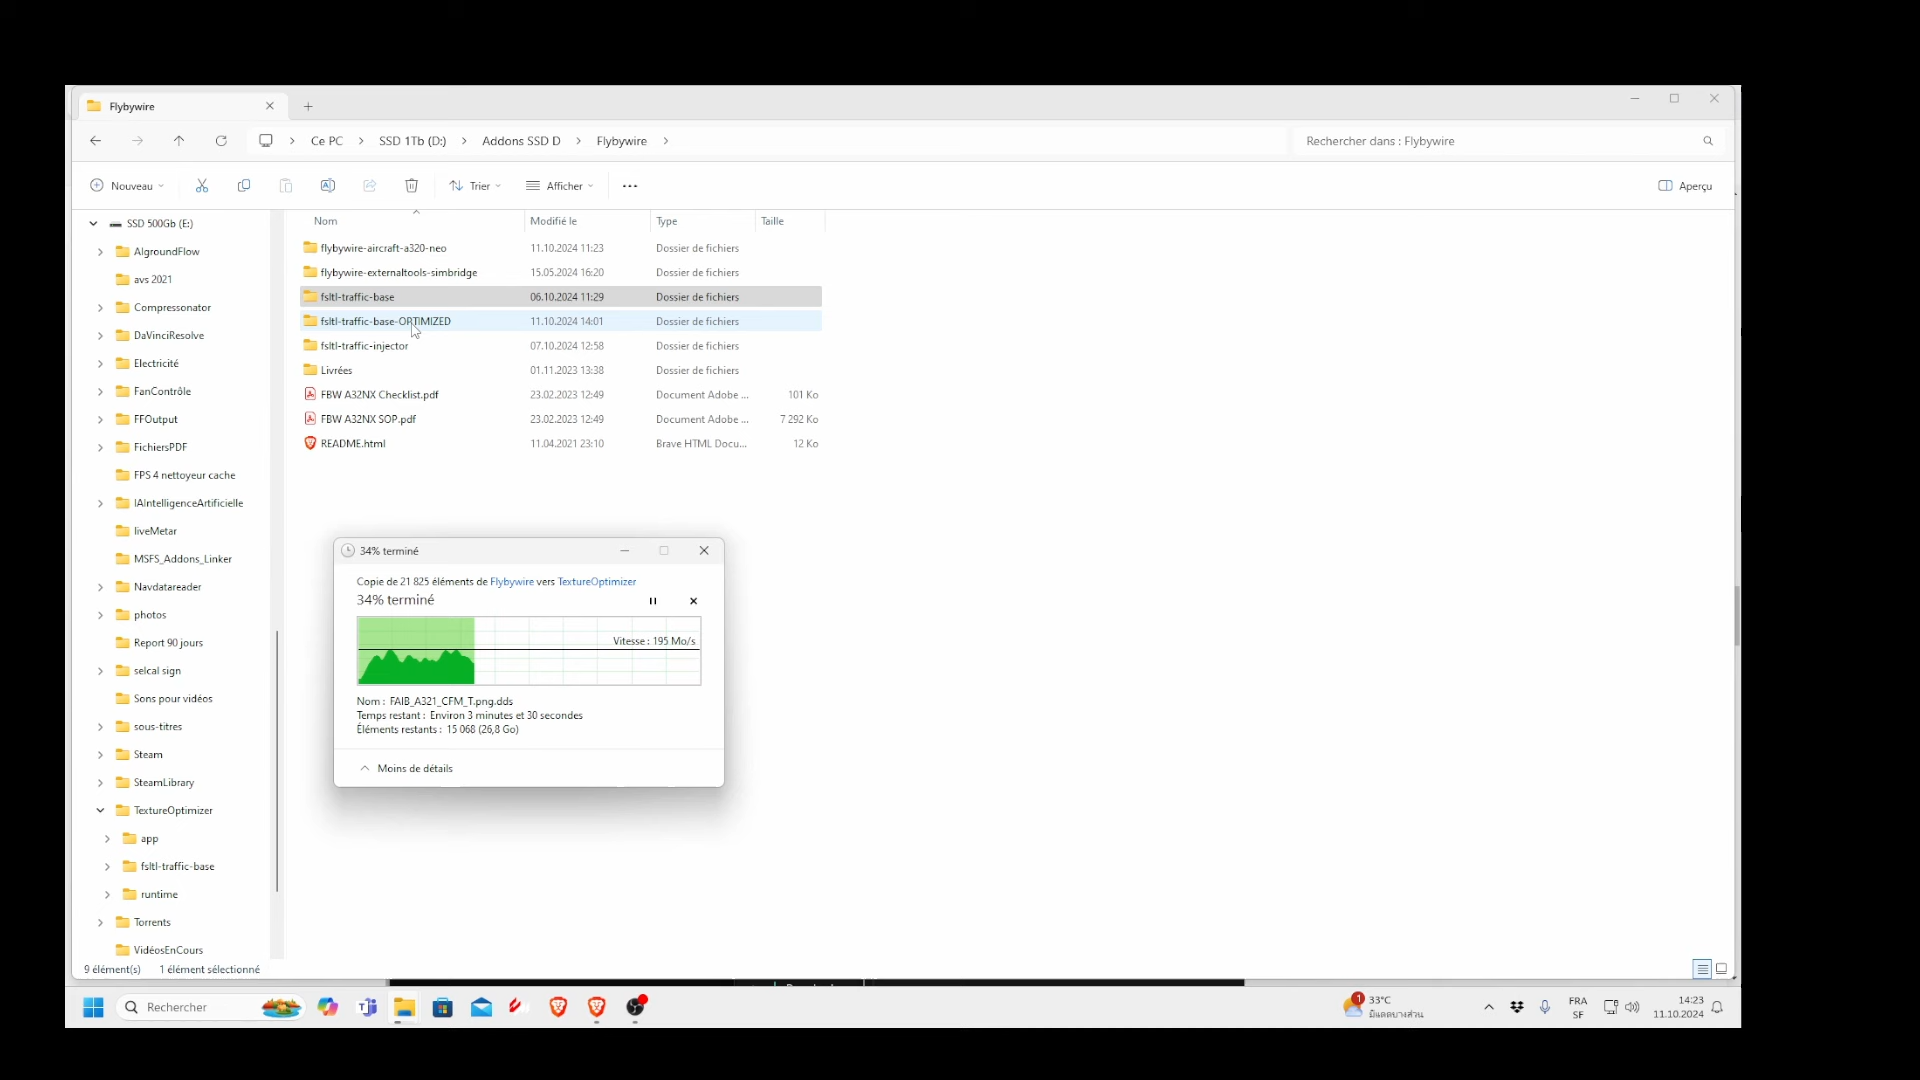 Flybywire
Ce PC > SSD 1Tb (D:) > Addons SSD D > Flybywire >
Rechercher dans : Flybywire
Nouveau
Trier
Afficher
Aperçu
SSD 500Gb (E:)
AlgroundFlow
avs 2021
Compressonator
DaVinciResolve
Electricité
FanContrôle
FFOutput
FichiersPDF
FPS 4 nettoyeur cache
IAIntelligenceArtificielle
liveMetar
MSFS_Addons_Linker
Navdatareader
photos
Report 90 jours
selcal sign
Sons pour vidéos
sous-titres
Steam
SteamLibrary
TextureOptimizer
app
fsltl-traffic-base
runtime
Torrents
VidéosEnCours
Nom Modifié le Type Taille
flybywire-aircraft-a320-neo 11.10.2024 11:23 Dossier de fichiers
flybywire-externaltools-simbridge 15.05.2024 16:20 Dossier de fichiers
fsltl-traffic-base 06.10.2024 11:29 Dossier de fichiers
fsltl-traffic-base-OPTIMIZED 11.10.2024 14:01 Dossier de fichiers
fsltl-traffic-injector 07.10.2024 12:58 Dossier de fichiers
Livrées 01.11.2023 13:38 Dossier de fichiers
FBW A32NX Checklist.pdf 23.02.2023 12:49 Document Adobe ... 101 Ko
FBW A32NX SOP.pdf 23.02.2023 12:49 Document Adobe ... 7 292 Ko
README.html 11.04.2021 23:10 Brave HTML Docu... 12 Ko
34% terminé
Copie de 21 825 éléments de Flybywire vers TextureOptimizer
34% terminé
Vitesse : 195 Mo/s
Nom : FAIB_A321_CFM_T.png.dds
Temps restant : Environ 3 minutes et 30 secondes
Éléments restants : 15 068 (26,8 Go)
Moins de détails
9 élément(s) 1 élément sélectionné
Rechercher
1
33°C
มีแดดบางส่วน
FRA
SF
14:23
11.10.2024